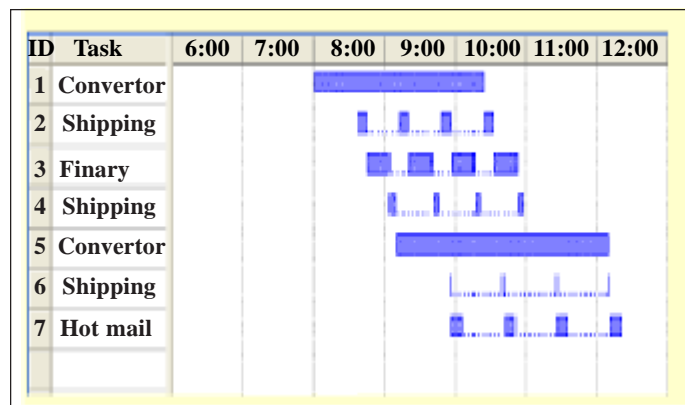 ID Task 6:00 7:00 8:00 9:00 10:00 11:00 12:00
1 Convertor
2 Shipping
3 Finary
4 Shipping
5 Convertor
6 Shipping
7 Hot mail